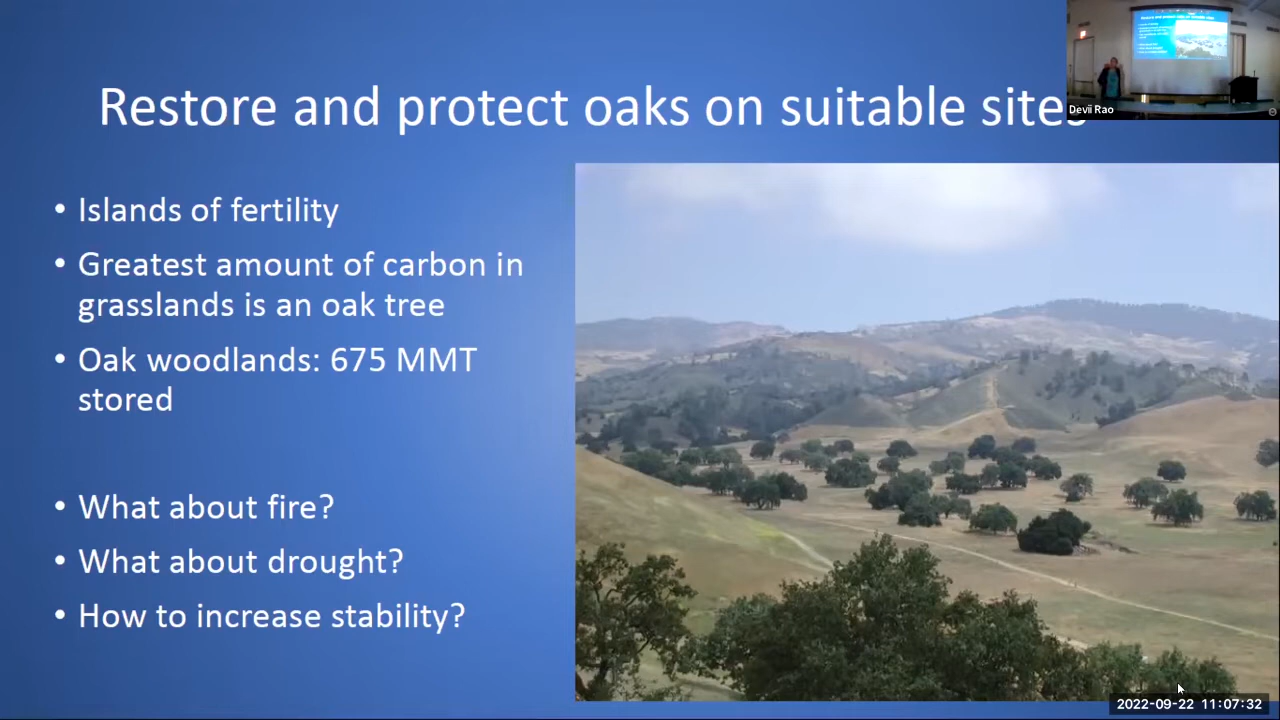 Restore and protect oaks on suitable sites
Devii Rao
• Islands of fertility
• Greatest amount of carbon in
grasslands is an oak tree
• Oak woodlands: 675 MMT
stored
• What about fire?
• What about drought?
• How to increase stability?
2022-09-22 11:07:32